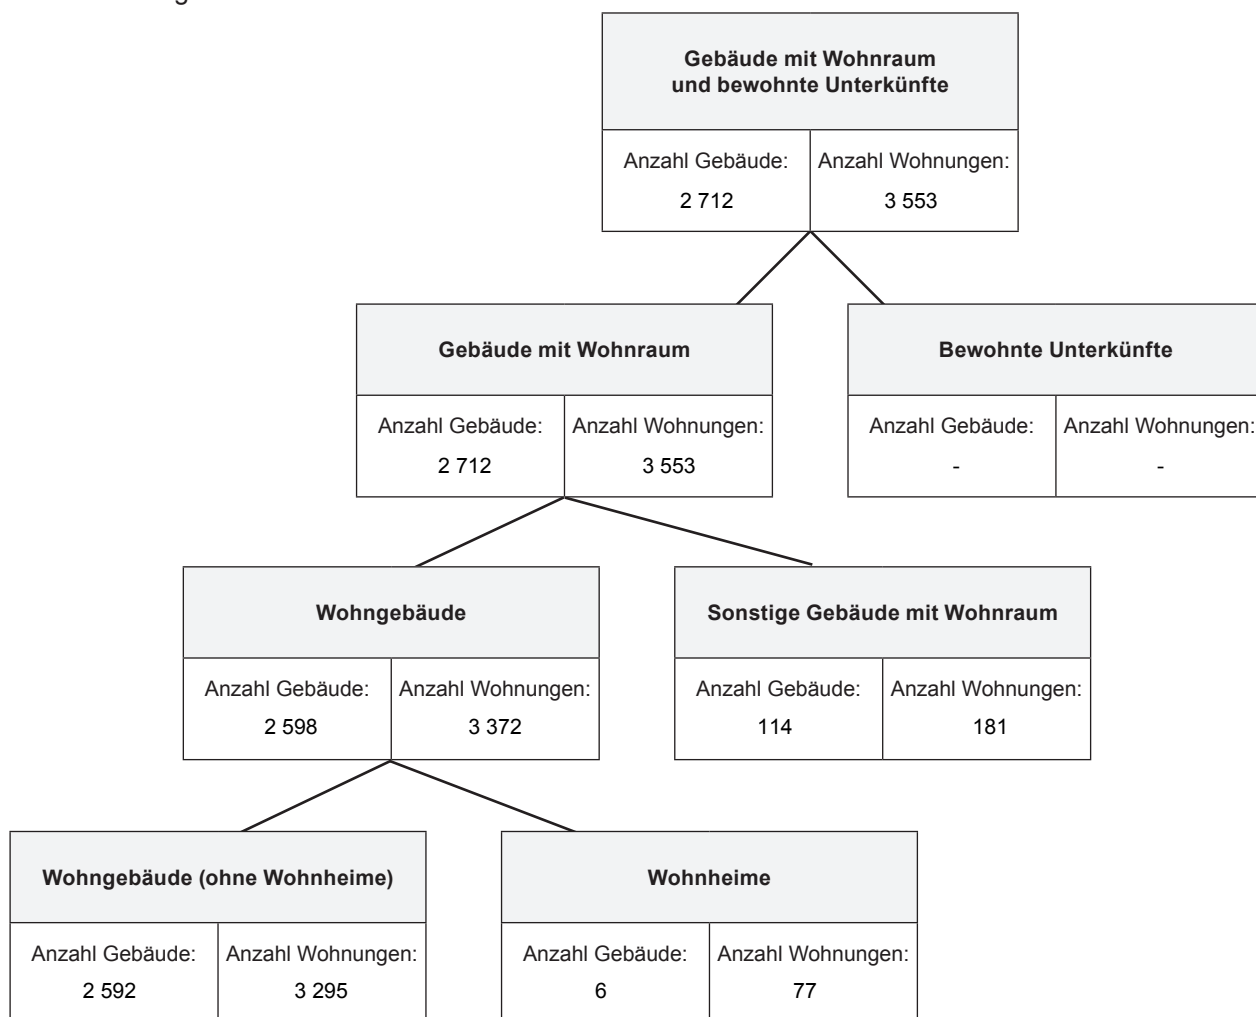 Gebäude mit Wohnraum
und bewohnte Unterkünfte
Anzahl Gebäude: Anzahl Wohnungen:
2 712 3 553
Gebäude mit Wohnraum Bewohnte Unterkünfte
Anzahl Gebäude: Anzahl Wohnungen: Anzahl Gebäude: Anzahl Wohnungen:
2 712 3 553 - -
Wohngebäude Sonstige Gebäude mit Wohnraum
Anzahl Gebäude: Anzahl Wohnungen: Anzahl Gebäude: Anzahl Wohnungen:
2 598 3 372 114 181
Wohngebäude (ohne Wohnheime) Wohnheime
Anzahl Gebäude: Anzahl Wohnungen: Anzahl Gebäude: Anzahl Wohnungen:
2 592 3 295 6 77